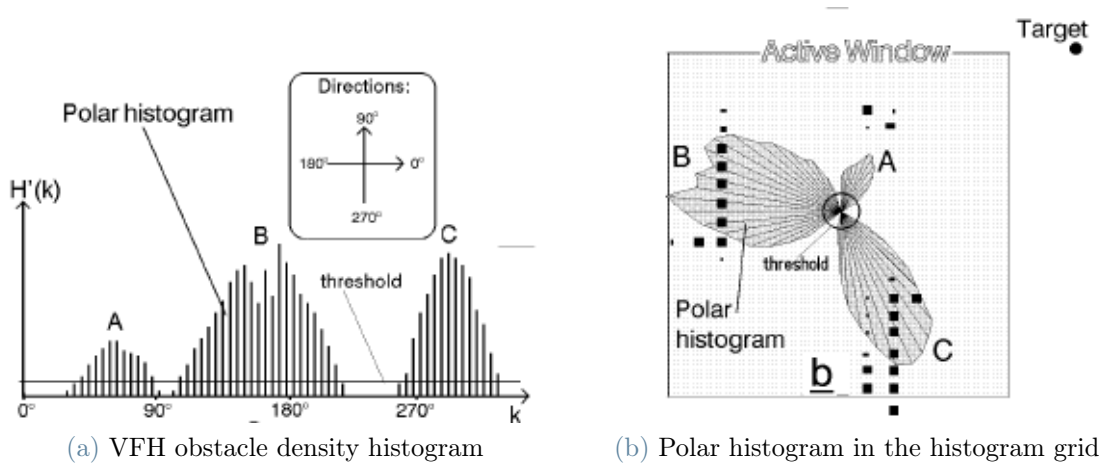 Directions:
90°
180°
0°
270°
Polar histogram
H'(k)
A
B
C
threshold
0°
90°
180°
270°
k
(a) VFH obstacle density histogram
Target
Active Window
B
A
threshold
Polar
histogram
C
b
(b) Polar histogram in the histogram grid